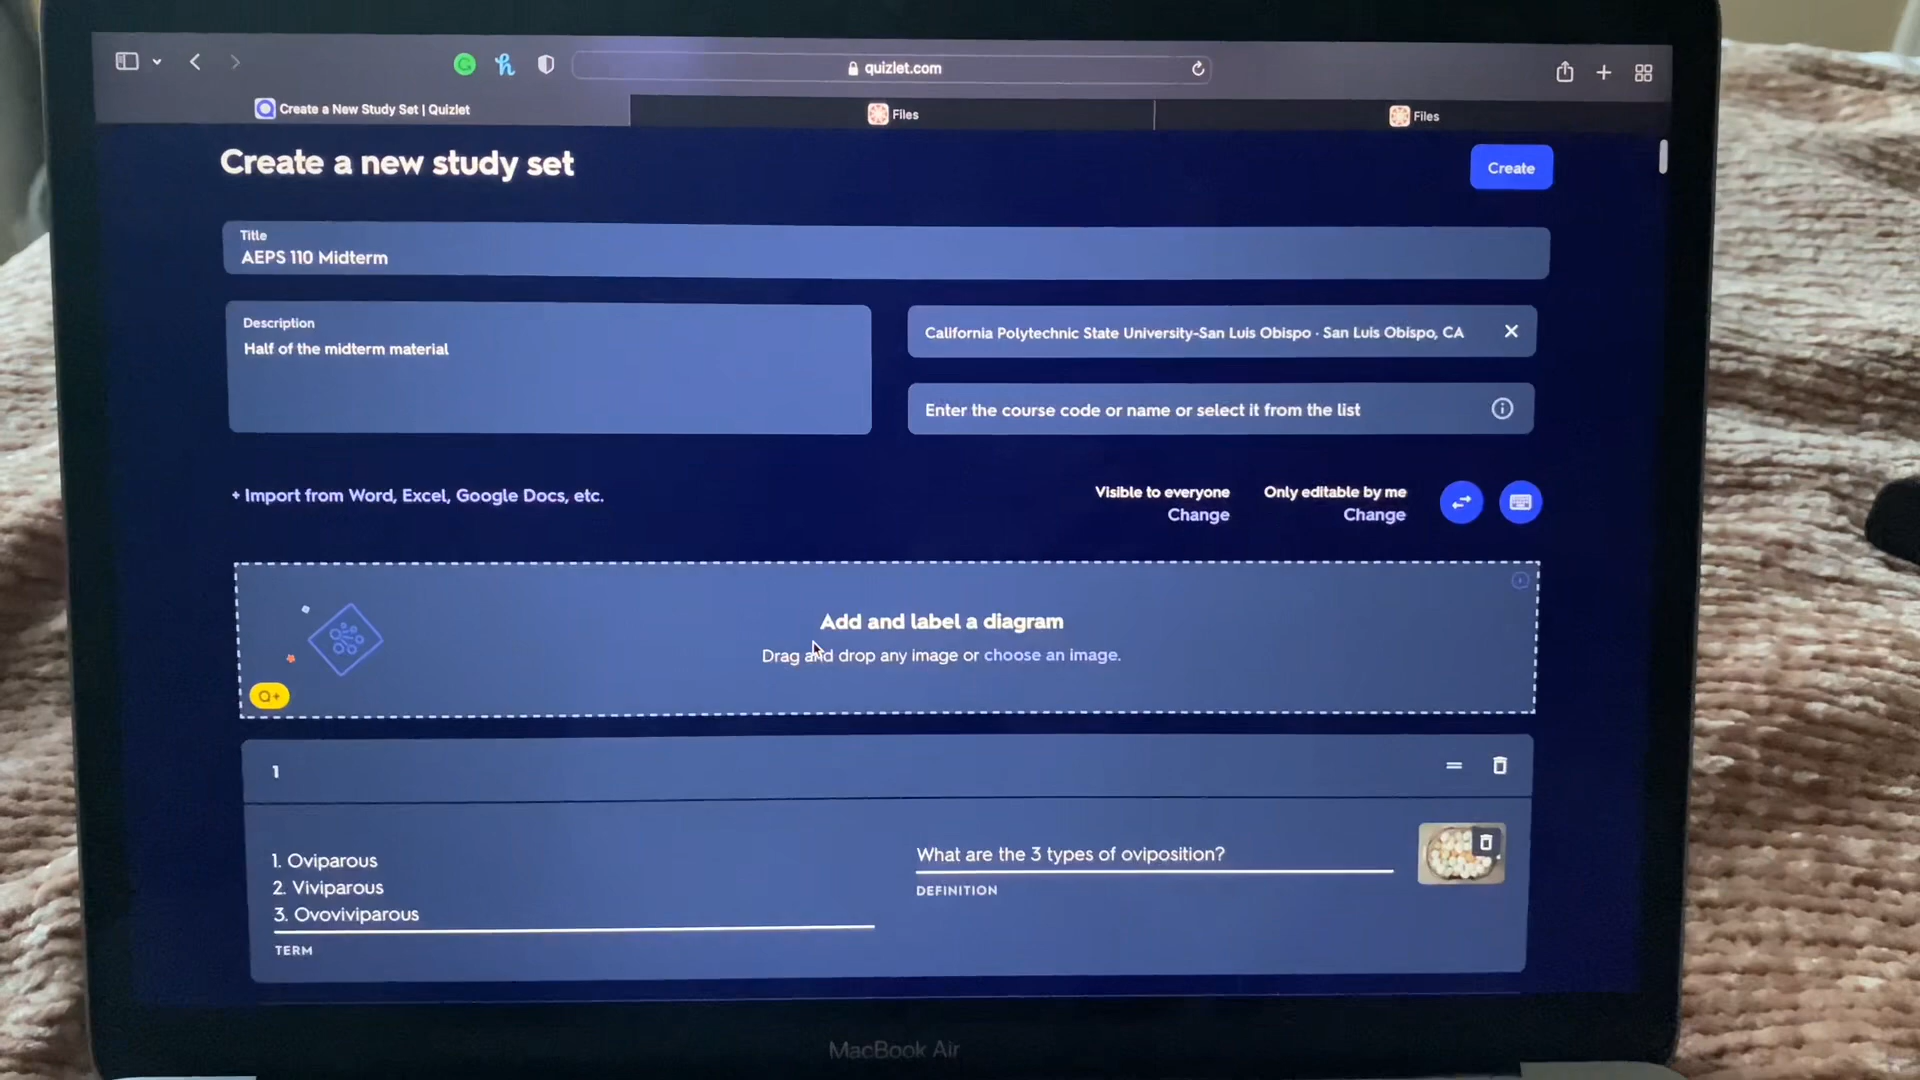 quizlet.com
Create a New Study Set | Quizlet
Files
Files
Create a new study set
Create
Title
AEPS 110 Midterm
Description
Half of the midterm material
California Polytechnic State University-San Luis Obispo · San Luis Obispo, CA
Enter the course code or name or select it from the list
+ Import from Word, Excel, Google Docs, etc.
Visible to everyone
Change
Only editable by me
Change
Add and label a diagram
Drag and drop any image or choose an image.
Q+
1
1. Oviparous
2. Viviparous
3. Ovoviviparous
TERM
What are the 3 types of oviposition?
DEFINITION
MacBook Air